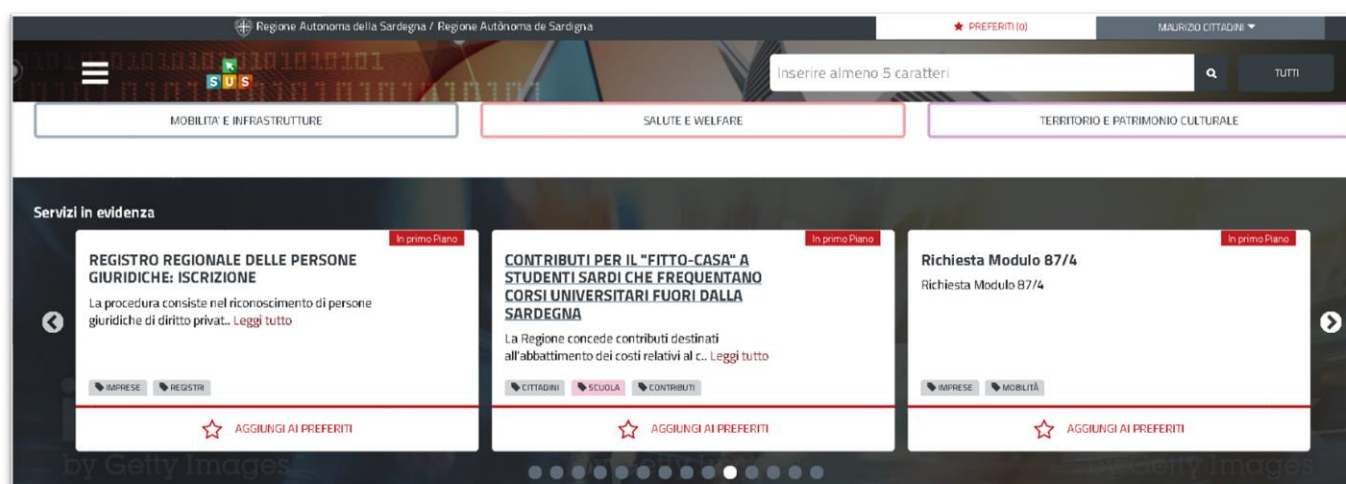 Regione Autonoma della Sardegna / Regione Autònoma de Sardigna
PREFERITI (0)
MAURIZIO CITTADINI
SUS
Inserire almeno 5 caratteri
TUTTI
MOBILITA' E INFRASTRUTTURE
SALUTE E WELFARE
TERRITORIO E PATRIMONIO CULTURALE
Servizi in evidenza
In primo Piano
REGISTRO REGIONALE DELLE PERSONE
GIURIDICHE: ISCRIZIONE
La procedura consiste nel riconoscimento di persone
giuridiche di diritto privat.. Leggi tutto
IMPRESE
REGISTRI
AGGIUNGI AI PREFERITI
In primo Piano
CONTRIBUTI PER IL "FITTO-CASA" A
STUDENTI SARDI CHE FREQUENTANO
CORSI UNIVERSITARI FUORI DALLA
SARDEGNA
La Regione concede contributi destinati
all'abbattimento dei costi relativi al c.. Leggi tutto
CITTADINI
SCUOLA
CONTRIBUTI
AGGIUNGI AI PREFERITI
In primo Piano
Richiesta Modulo 87/4
Richiesta Modulo 87/4
IMPRESE
MOBILITÀ
AGGIUNGI AI PREFERITI
by Getty Images
by Getty Images